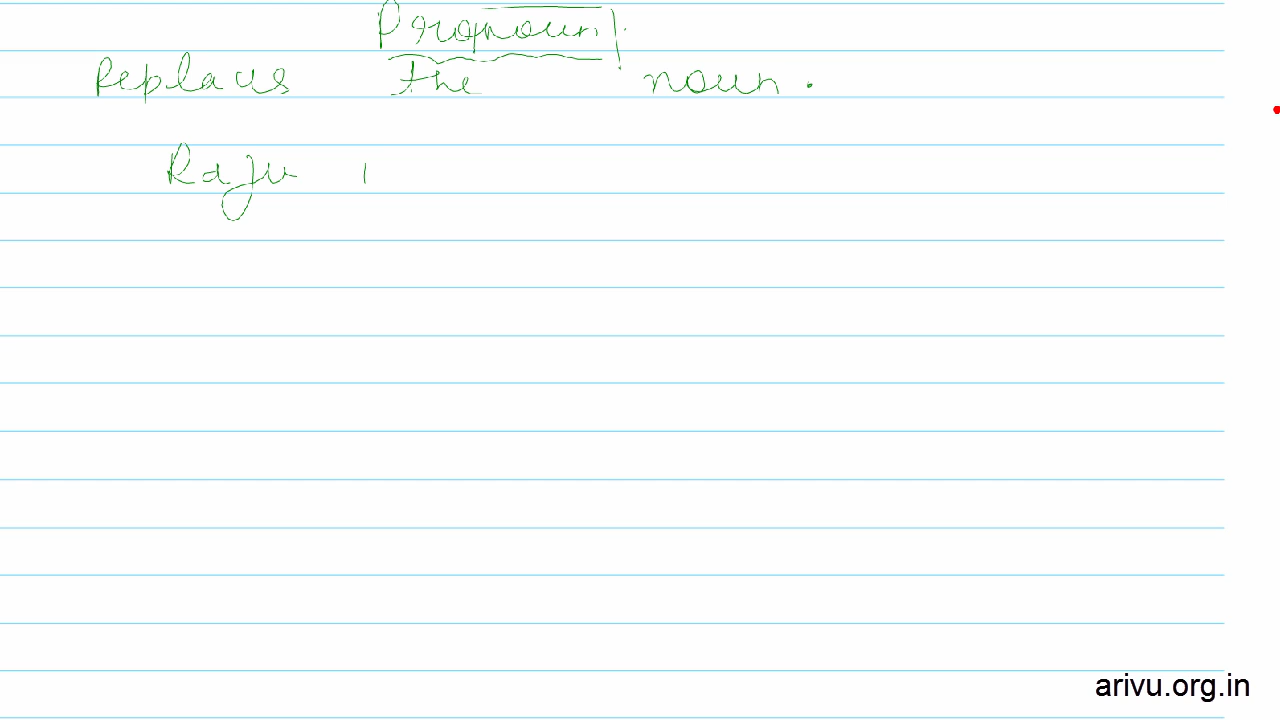 Pronoun.
Replaces the noun.
Raju
arivu.org.in